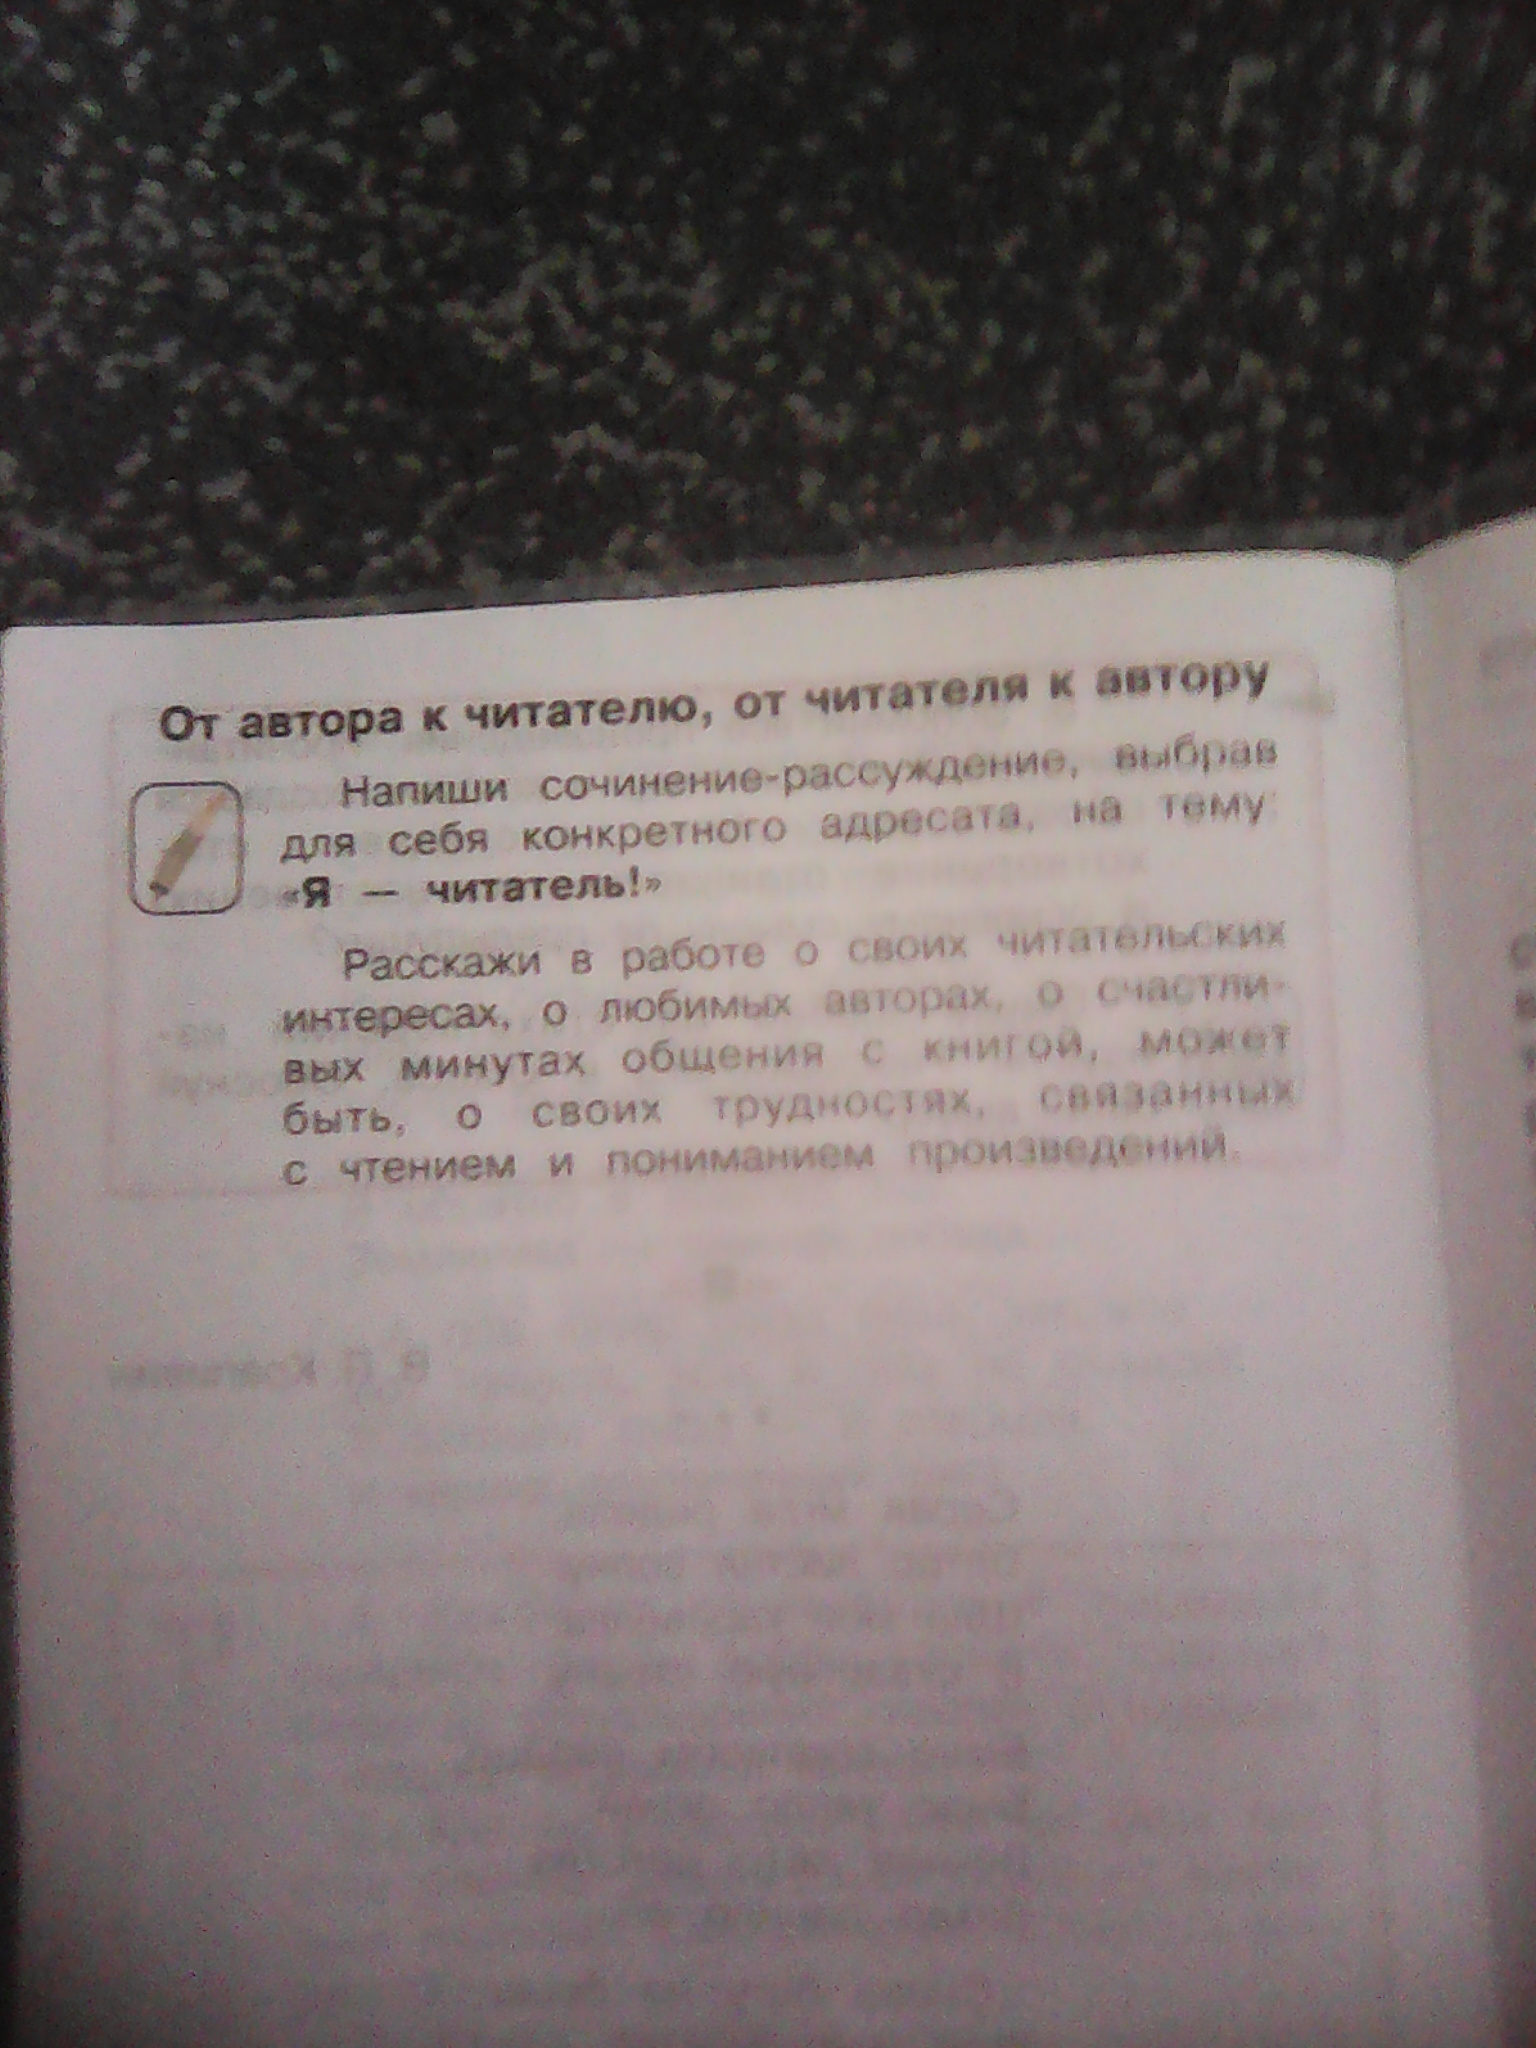 От автора к читателю, от читателя к автору
Напиши сочинение-рассуждение, выбрав
для себя конкретного адресата, на тему
«Я — читатель!»
Расскажи в работе о своих читательских
интересах, о любимых авторах, о счастли-
вых минутах общения с книгой, может
быть, о своих трудностях, связанных
с чтением и пониманием произведений.